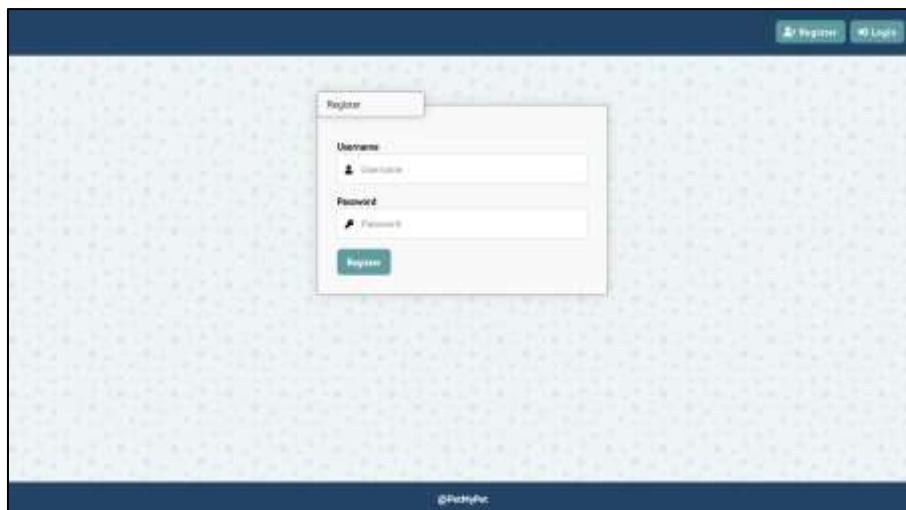 Register Login
Register
Username
Username
Password
Password
Register
@PetMyPet